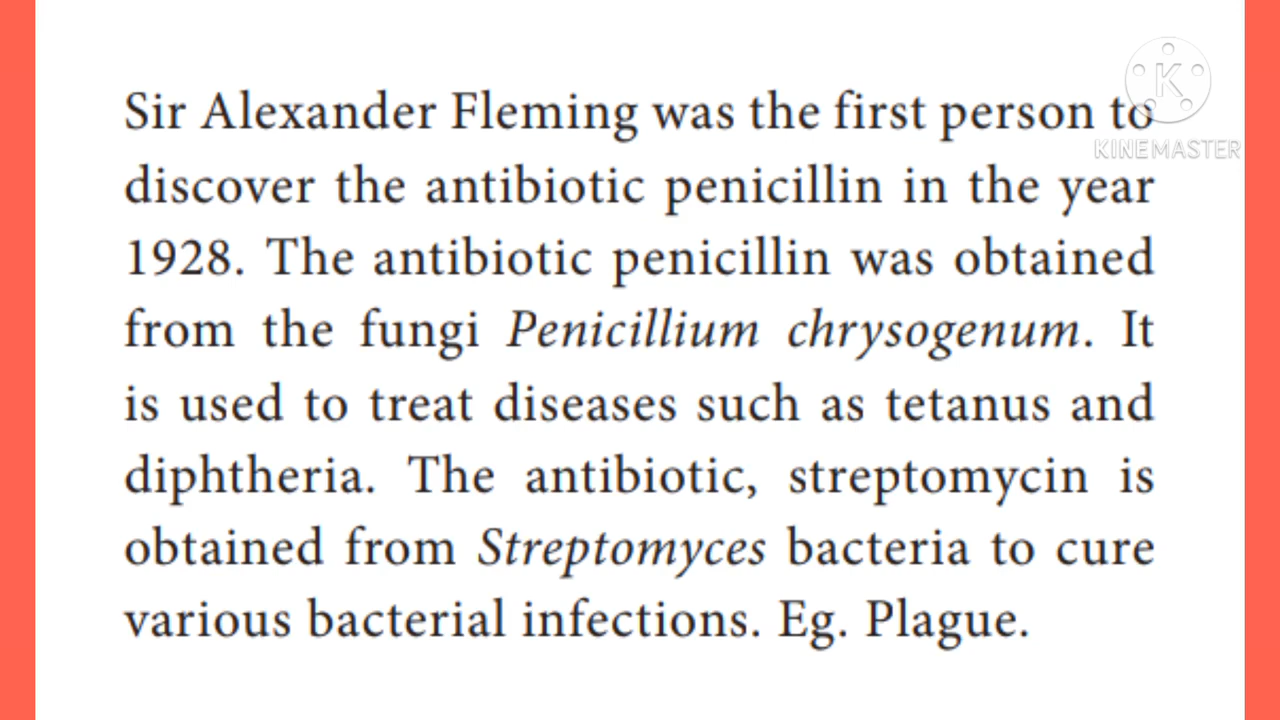 Sir Alexander Fleming was the first person to
discover the antibiotic penicillin in the year
1928. The antibiotic penicillin was obtained
from the fungi Penicillium chrysogenum. It
is used to treat diseases such as tetanus and
diphtheria. The antibiotic, streptomycin is
obtained from Streptomyces bacteria to cure
various bacterial infections. Eg. Plague.
K
KINEMASTER